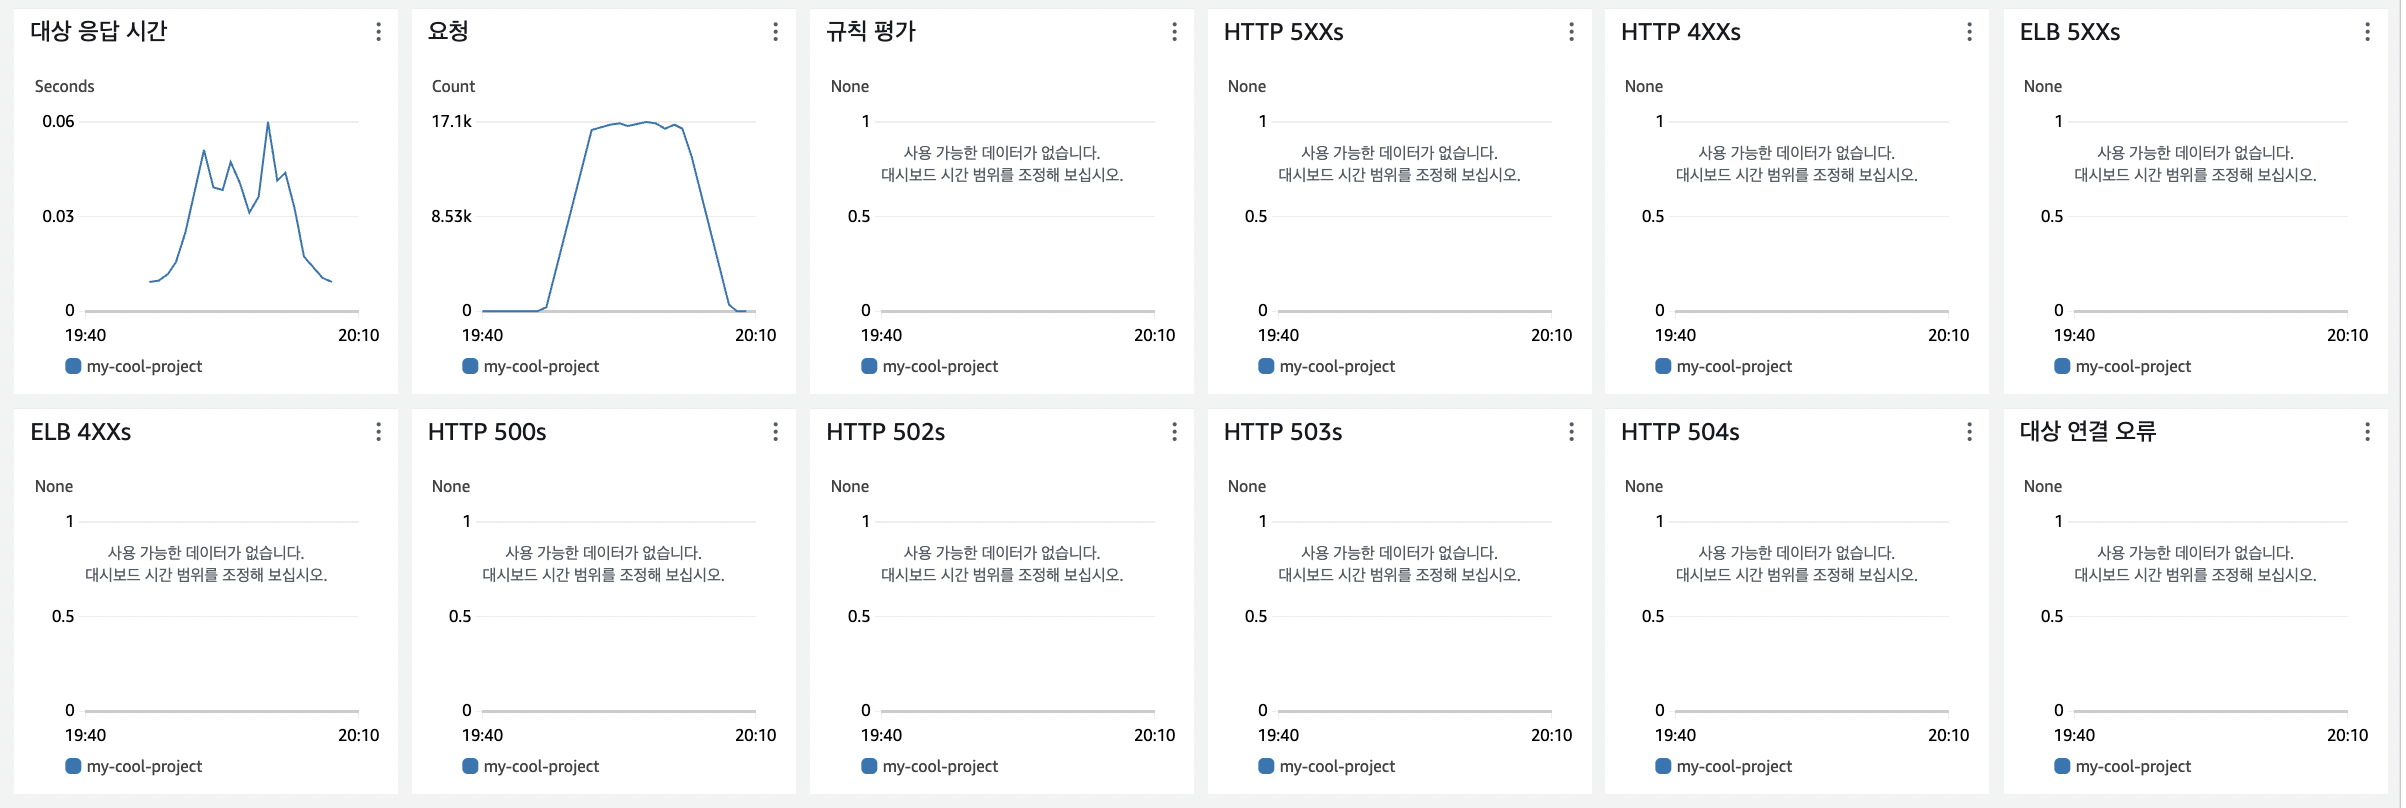 대상 응답 시간
Seconds
0.06
0.03
0
19:40
20:10
my-cool-project
요청
Count
17.1k
8.53k
0
19:40
20:10
my-cool-project
규칙 평가
None
1
사용 가능한 데이터가 없습니다.
대시보드 시간 범위를 조정해 보십시오.
0.5
0
19:40
20:10
my-cool-project
HTTP 5XXs
None
1
사용 가능한 데이터가 없습니다.
대시보드 시간 범위를 조정해 보십시오.
0.5
0
19:40
20:10
my-cool-project
HTTP 4XXs
None
1
사용 가능한 데이터가 없습니다.
대시보드 시간 범위를 조정해 보십시오.
0.5
0
19:40
20:10
my-cool-project
ELB 5XXs
None
1
사용 가능한 데이터가 없습니다.
대시보드 시간 범위를 조정해 보십시오.
0.5
0
19:40
20:10
my-cool-project
ELB 4XXs
None
1
사용 가능한 데이터가 없습니다.
대시보드 시간 범위를 조정해 보십시오.
0.5
0
19:40
20:10
my-cool-project
HTTP 500s
None
1
사용 가능한 데이터가 없습니다.
대시보드 시간 범위를 조정해 보십시오.
0.5
0
19:40
20:10
my-cool-project
HTTP 502s
None
1
사용 가능한 데이터가 없습니다.
대시보드 시간 범위를 조정해 보십시오.
0.5
0
19:40
20:10
my-cool-project
HTTP 503s
None
1
사용 가능한 데이터가 없습니다.
대시보드 시간 범위를 조정해 보십시오.
0.5
0
19:40
20:10
my-cool-project
HTTP 504s
None
1
사용 가능한 데이터가 없습니다.
대시보드 시간 범위를 조정해 보십시오.
0.5
0
19:40
20:10
my-cool-project
대상 연결 오류
None
1
사용 가능한 데이터가 없습니다.
대시보드 시간 범위를 조정해 보십시오.
0.5
0
19:40
20:10
my-cool-project